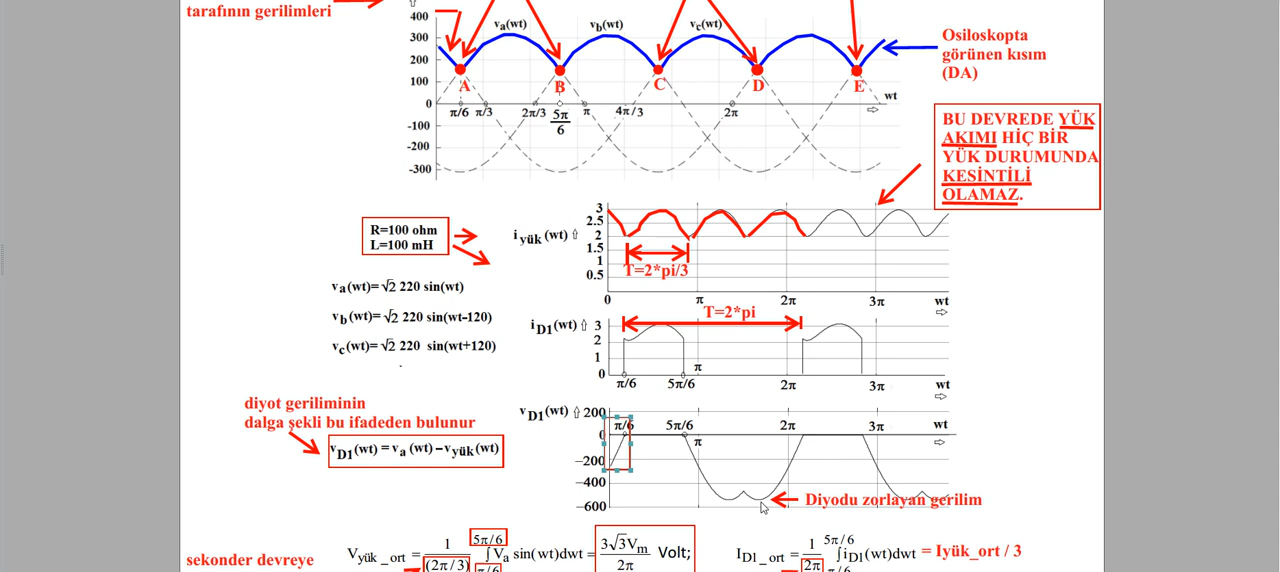 tarafının gerilimleri
400
va(wt)
vb(wt)
vc(wt)
300
200
100
0
-100
-200
-300
A
B
C
D
E
π/6
π/3
2π/3
5π/6
π
4π/3
2π
wt
Osiloskopta
görünen kısım
(DA)
BU DEVREDE YÜK
AKIMI HİÇ BİR
YÜK DURUMUNDA
KESİNTİLİ
OLAMAZ.
R=100 ohm
L=100 mH
va(wt)=√2 220 sin(wt)
vb(wt)=√2 220 sin(wt-120)
vc(wt)=√2 220 sin(wt+120)
iyük(wt)
3
2.5
2
1.5
1
0.5
T=2*pi/3
0
π
2π
3π
wt
T=2*pi
iD1(wt)
3
2
1
0
π/6
5π/6
π
2π
3π
wt
diyot geriliminin
dalga şekli bu ifadeden bulunur
vD1(wt) =va (wt)−vyük(wt)
vD1(wt)
200
0
−200
−400
−600
π/6
5π/6
π
2π
3π
wt
Diyodu zorlayan gerilim
sekonder devreye
Vyük_ort = 1/(2π/3) ∫ Va sin(wt)dwt = 3√3Vm/2π Volt;
5π/6
π/6
ID1_ort = 1/2π ∫ iD1(wt)dwt = Iyük_ort / 3
5π/6
π/6